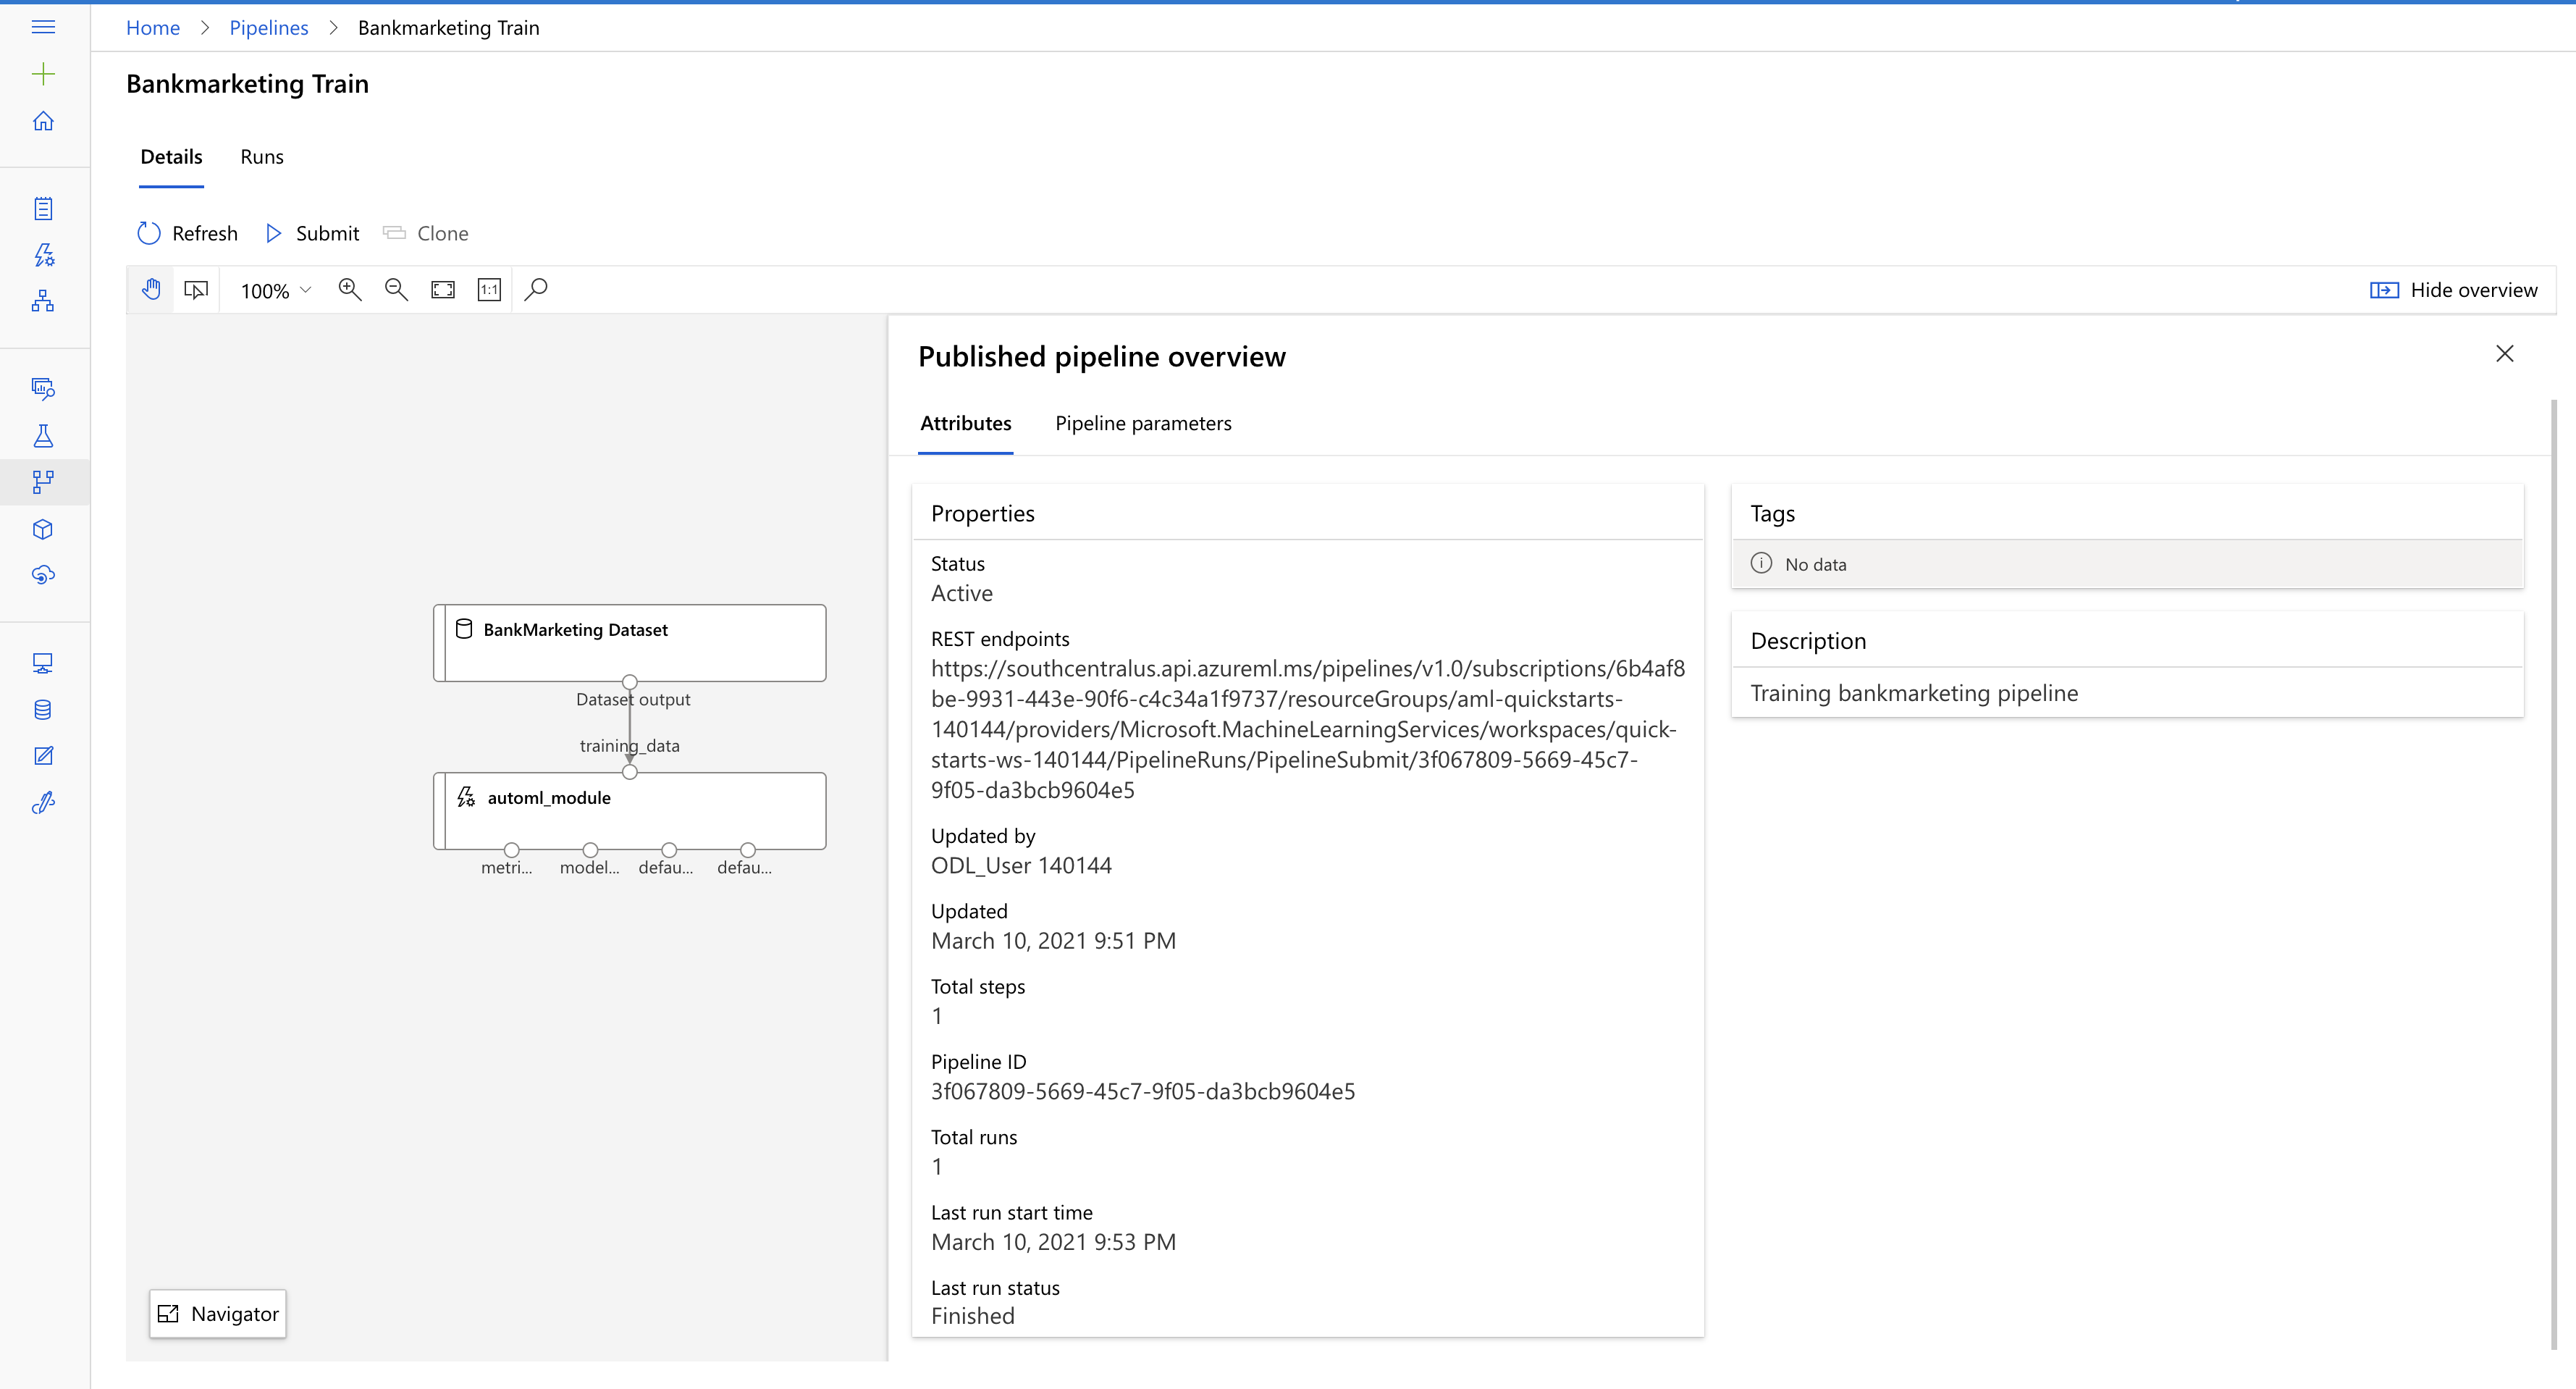 Home > Pipelines > Bankmarketing Train
Bankmarketing Train
Details Runs
Refresh Submit Clone
100% 1:1 Hide overview
BankMarketing Dataset
Dataset output
training_data
automl_module
metri... model... defau... defau...
Navigator
Published pipeline overview
Attributes Pipeline parameters
Properties
Status
Active
REST endpoints
https://southcentralus.api.azureml.ms/pipelines/v1.0/subscriptions/6b4af8
be-9931-443e-90f6-c4c34a1f9737/resourceGroups/aml-quickstarts-
140144/providers/Microsoft.MachineLearningServices/workspaces/quick-
starts-ws-140144/PipelineRuns/PipelineSubmit/3f067809-5669-45c7-
9f05-da3bcb9604e5
Updated by
ODL_User 140144
Updated
March 10, 2021 9:51 PM
Total steps
1
Pipeline ID
3f067809-5669-45c7-9f05-da3bcb9604e5
Total runs
1
Last run start time
March 10, 2021 9:53 PM
Last run status
Finished
Tags
No data
Description
Training bankmarketing pipeline